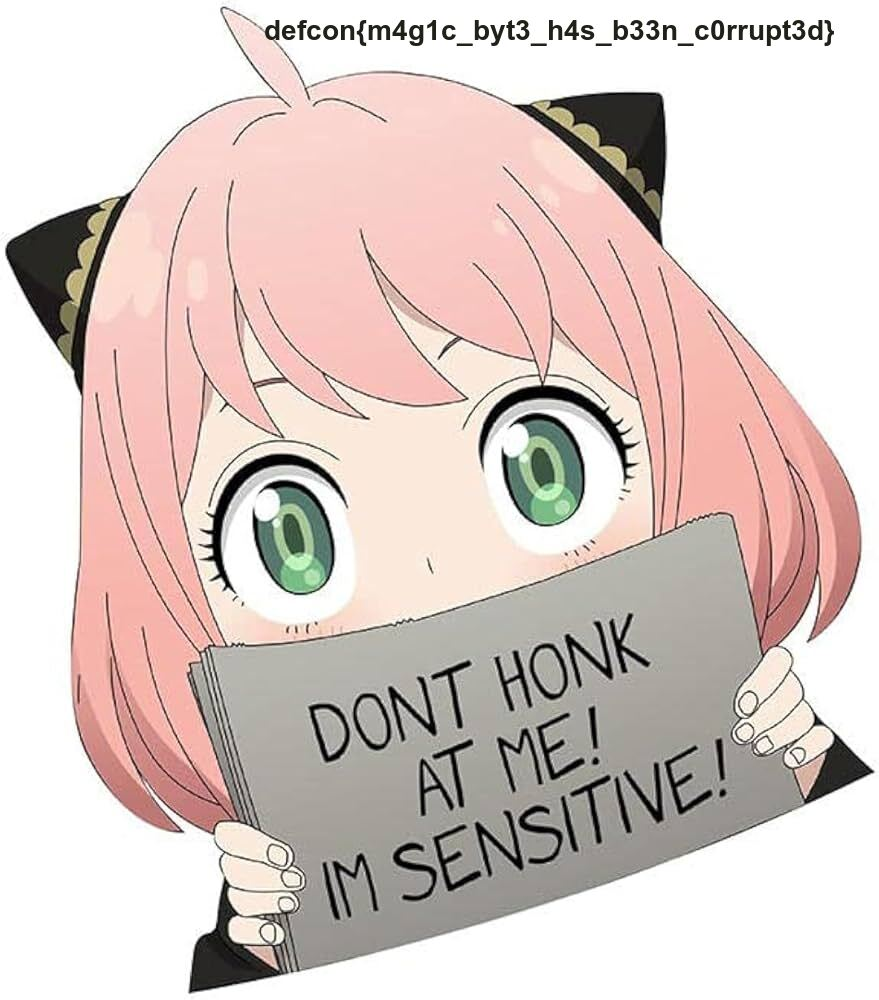 defcon{m4g1c_byt3_h4s_b33n_c0rrupt3d}
DONT HONK
AT ME!
IM SENSITIVE!